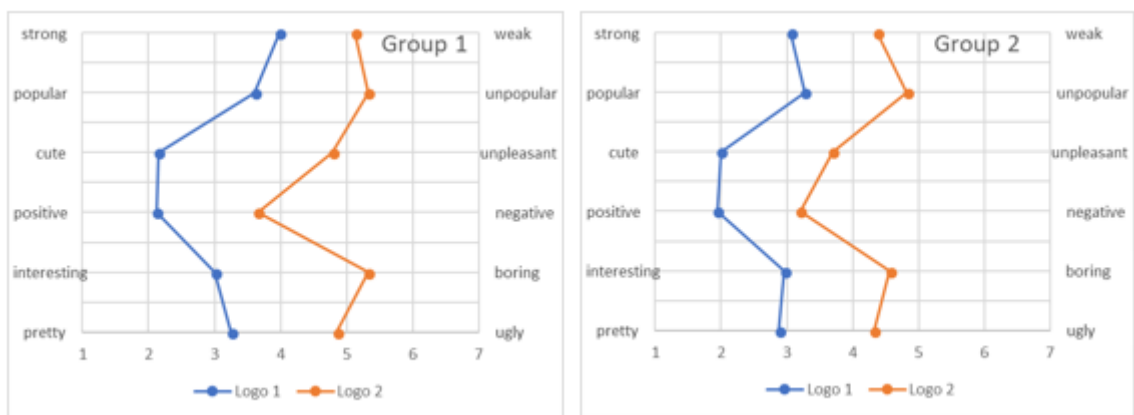 Group 1
strong weak
popular unpopular
cute unpleasant
positive negative
interesting boring
pretty ugly
1 2 3 4 5 6 7
Logo 1 Logo 2
Group 2
strong weak
popular unpopular
cute unpleasant
positive negative
interesting boring
pretty ugly
1 2 3 4 5 6 7
Logo 1 Logo 2